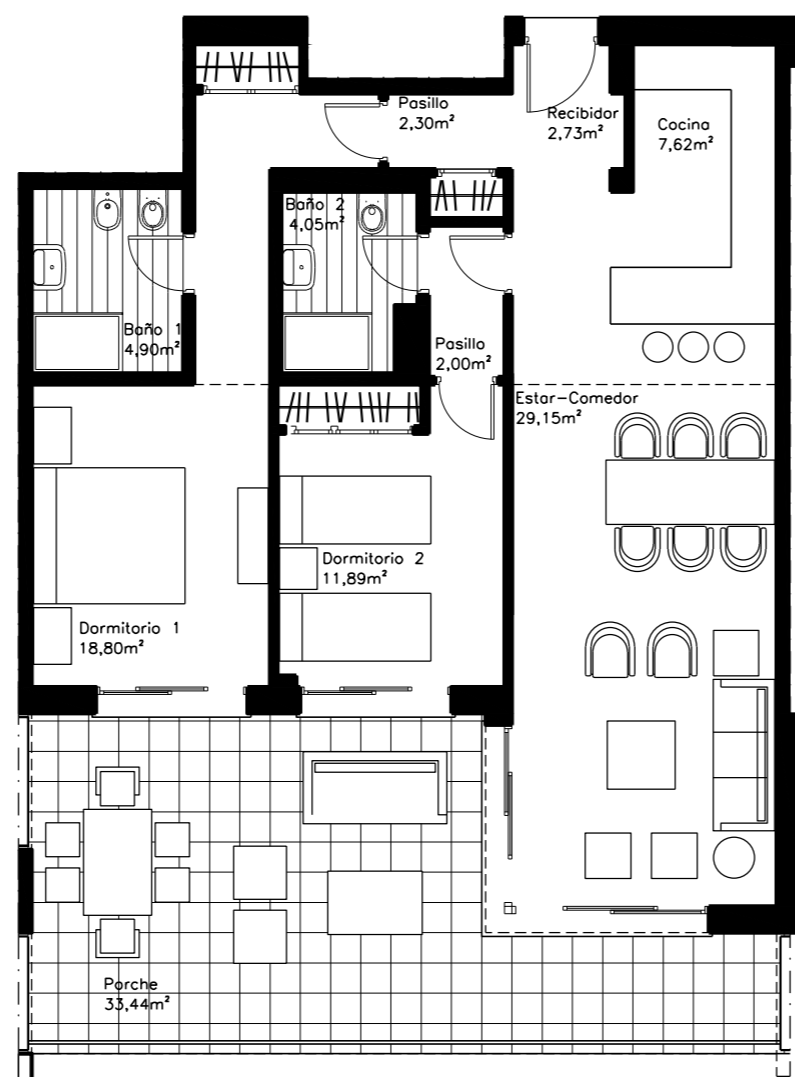 Pasillo
2,30m²
Recibidor
2,73m²
Cocina
7,62m²
Baño 2
4,05m²
Baño 1
4,90m²
Pasillo
2,00m²
Estar-Comedor
29,15m²
Dormitorio 2
11,89m²
Dormitorio 1
18,80m²
Porche
33,44m²